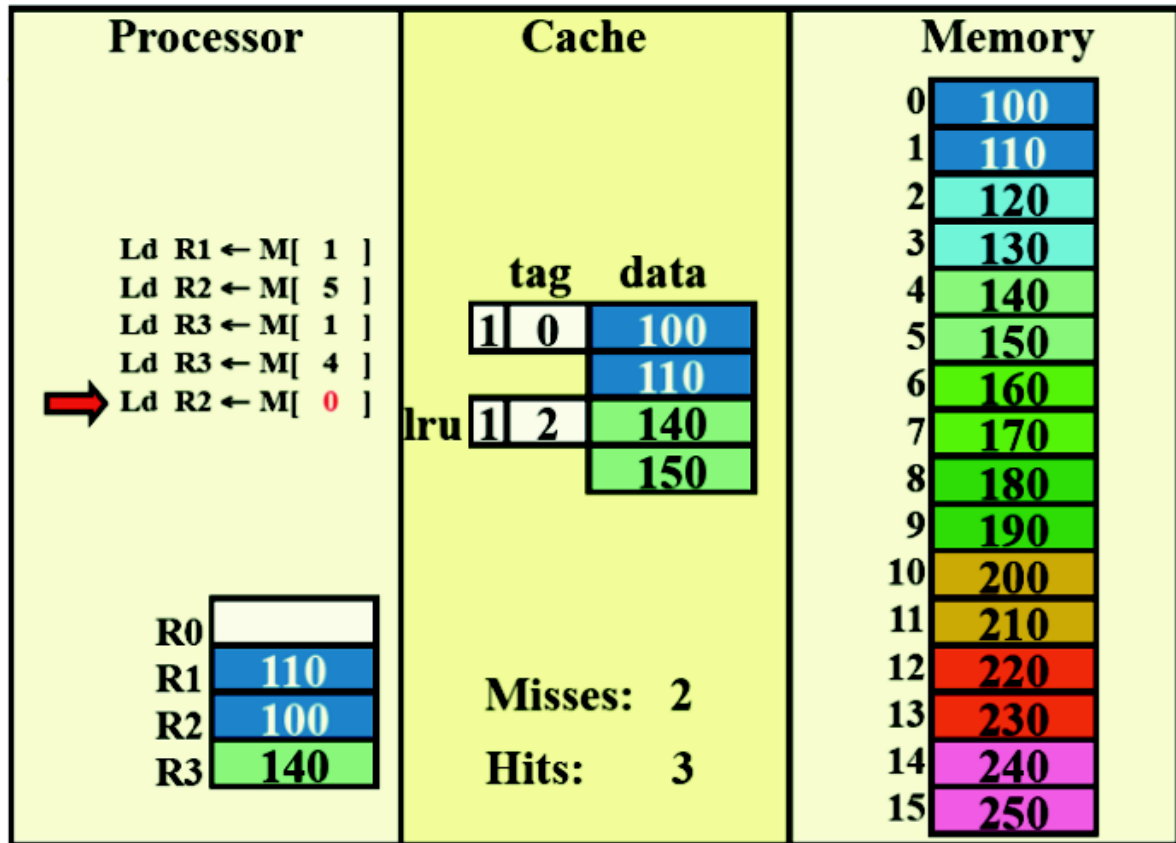 Processor
Ld R1 ← M[ 1 ]
Ld R2 ← M[ 5 ]
Ld R3 ← M[ 1 ]
Ld R3 ← M[ 4 ]
Ld R2 ← M[ 0 ]
R0
R1 110
R2 100
R3 140
Cache
tag data
1 0 100
110
lru 1 2 140
150
Misses: 2
Hits: 3
Memory
0 100
1 110
2 120
3 130
4 140
5 150
6 160
7 170
8 180
9 190
10 200
11 210
12 220
13 230
14 240
15 250